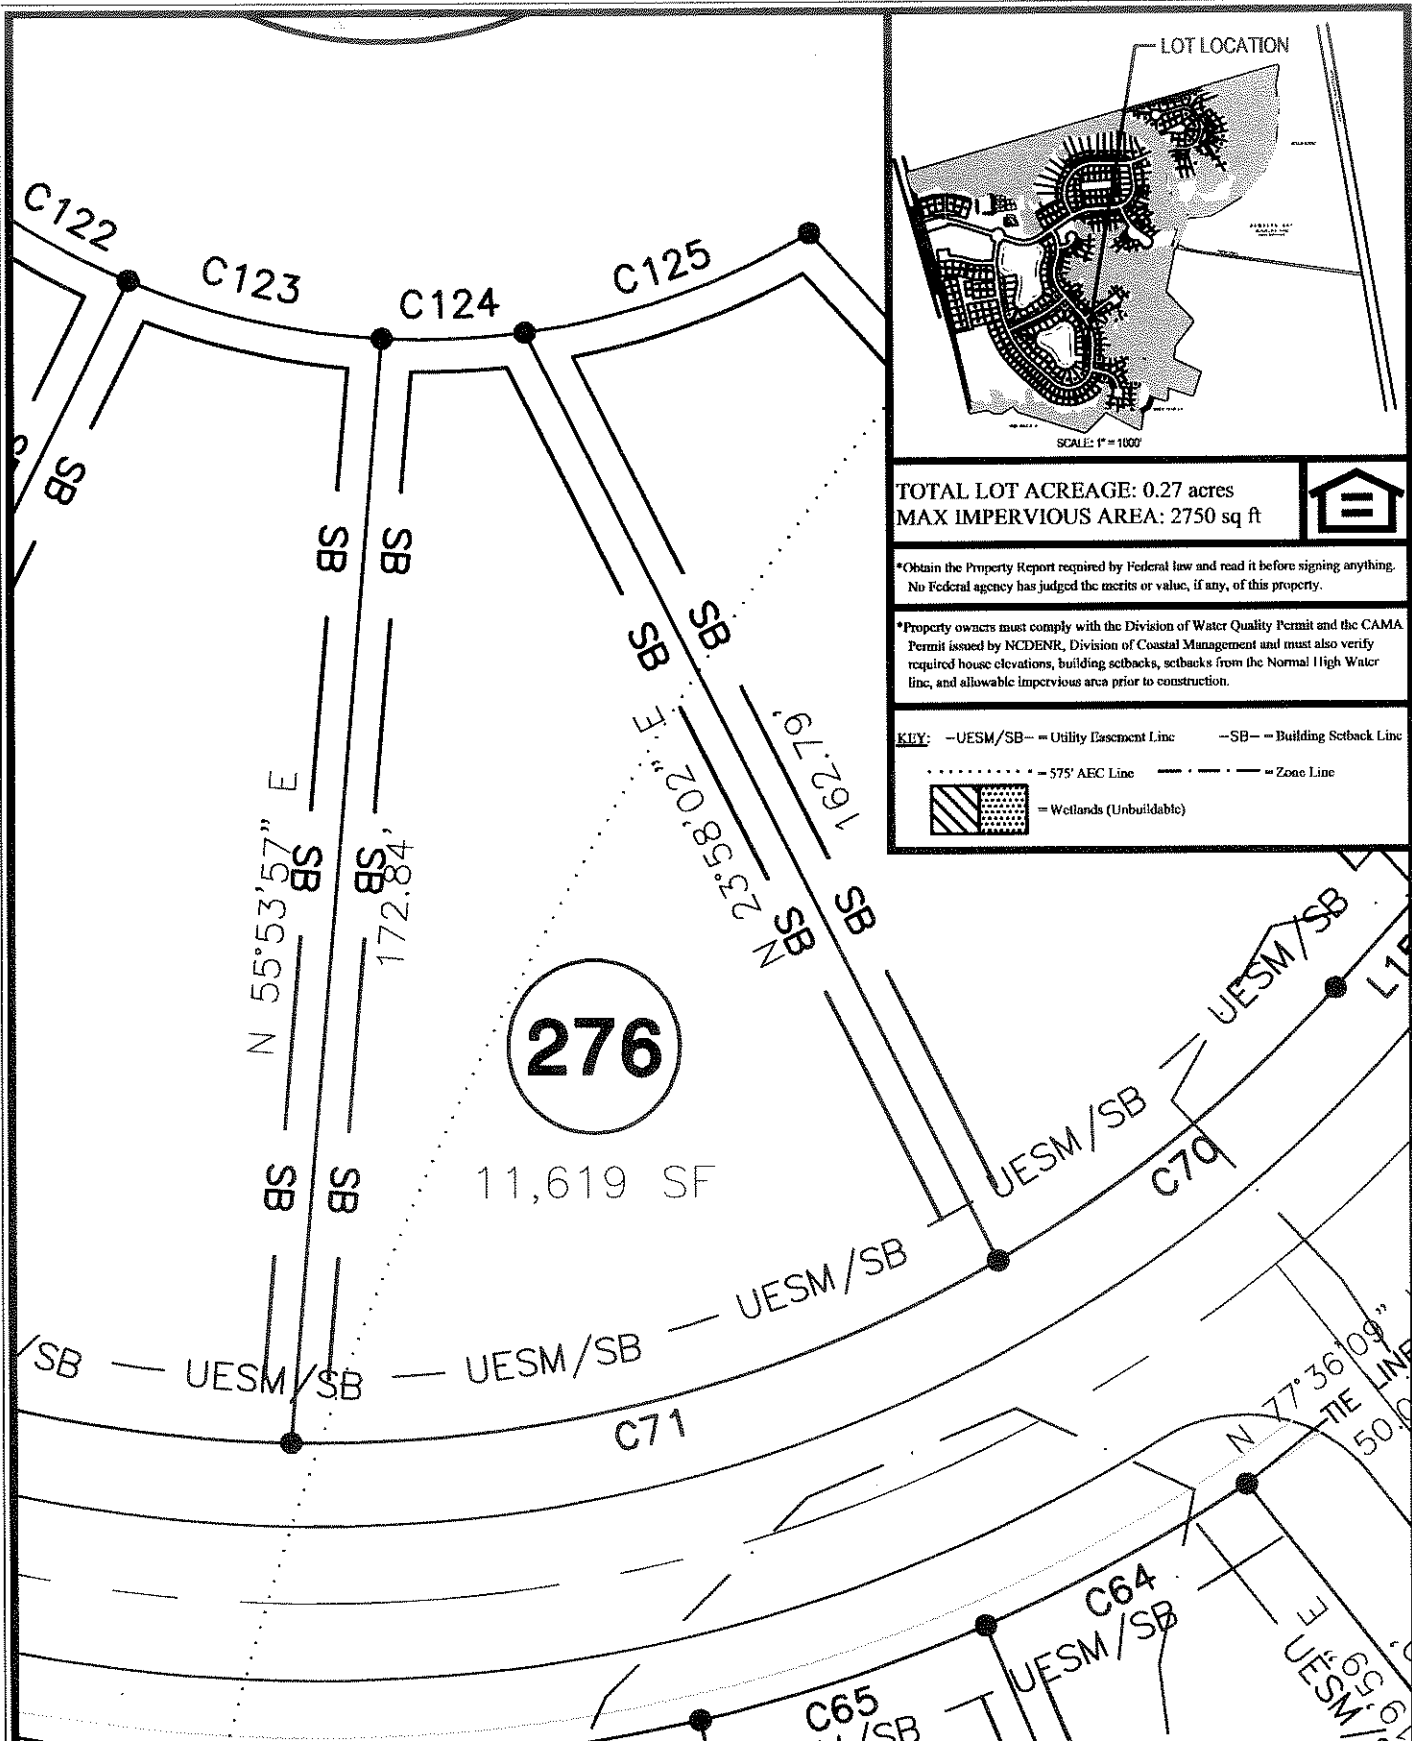 LOT LOCATION
SCALE: 1" = 1000'
TOTAL LOT ACREAGE: 0.27 acres
MAX IMPERVIOUS AREA: 2750 sq ft
*Obtain the Property Report required by Federal law and read it before signing anything.
No Federal agency has judged the merits or value, if any, of this property.
*Property owners must comply with the Division of Water Quality Permit and the CAMA
Permit issued by NCDENR, Division of Coastal Management and must also verify
required house elevations, building setbacks, setbacks from the Normal High Water
line, and allowable impervious area prior to construction.
KEY: -UESM/SB- = Utility Easement Line -SB- = Building Setback Line
= 575' AEC Line = Zone Line
= Wetlands (Unbuildable)
C122
C123
C124
C125
SB
SB
SB
SB
SB
SB
N 55°53'57" E
SB
SB
172.84'
N 23°58'02" E
162.79'
SB
SB
276
11,619 SF
SB
SB
/SB
UESM/SB
UESM/SB
UESM/SB
UESM/SB
UESM/SB
C70
C71
N 77°36'09"
TIE LINE
C64
UESM/SB
C65
/SB
E
UESM/